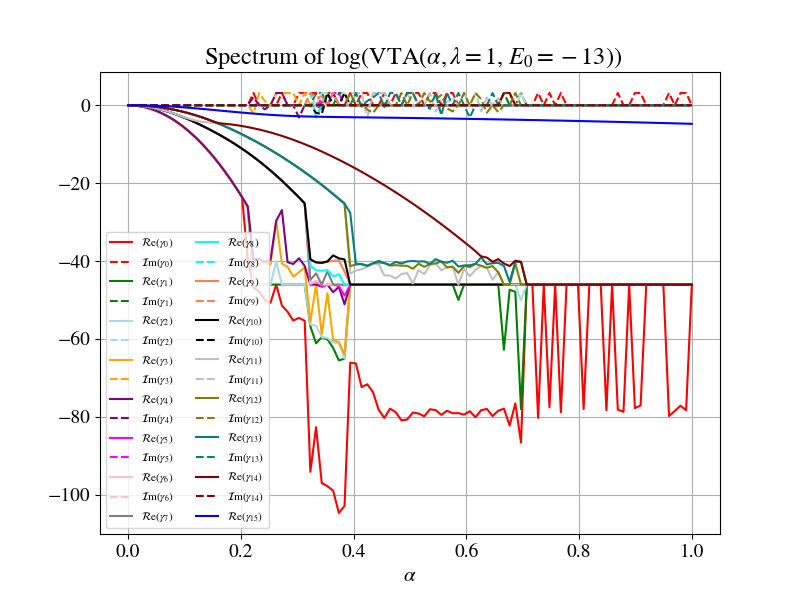 Spectrum of log(VTA(α, λ = 1, E₀ = −13))
0
−20
−40
−60
−80
−100
0.0
0.2
0.4
0.6
0.8
1.0
α
ℛe(γ₀)
ℐm(γ₀)
ℛe(γ₁)
ℐm(γ₁)
ℛe(γ₂)
ℐm(γ₂)
ℛe(γ₃)
ℐm(γ₃)
ℛe(γ₄)
ℐm(γ₄)
ℛe(γ₅)
ℐm(γ₅)
ℛe(γ₆)
ℐm(γ₆)
ℛe(γ₇)
ℛe(γ₈)
ℐm(γ₈)
ℛe(γ₉)
ℐm(γ₉)
ℛe(γ₁₀)
ℐm(γ₁₀)
ℛe(γ₁₁)
ℐm(γ₁₁)
ℛe(γ₁₂)
ℐm(γ₁₂)
ℛe(γ₁₃)
ℐm(γ₁₃)
ℛe(γ₁₄)
ℐm(γ₁₄)
ℛe(γ₁₅)